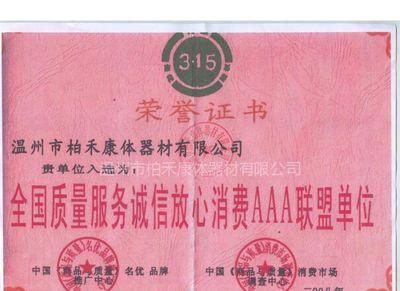 3·15
荣誉证书
温州市柏禾康体器材有限公司
贵单位入选为：
温州市柏禾康体器材有限公司
全国质量服务诚信放心消费AAA联盟单位
中国《商品与质量》名优 品牌 中国《商品与质量》消费市场
推广中心 调查中心